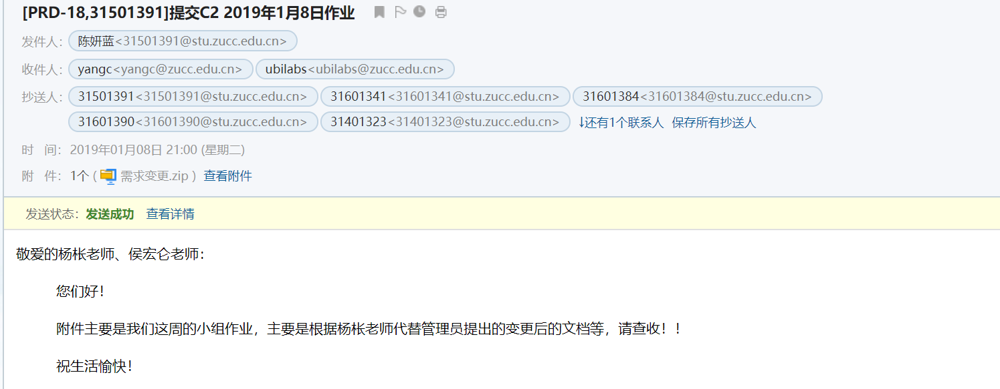 [PRD-18,31501391]提交C2 2019年1月8日作业
发件人： 陈妍蓝<31501391@stu.zucc.edu.cn>
收件人： yangc<yangc@zucc.edu.cn> ubilabs<ubilabs@zucc.edu.cn>
抄送人： 31501391<31501391@stu.zucc.edu.cn> 31601341<31601341@stu.zucc.edu.cn> 31601384<31601384@stu.zucc.edu.cn>
31601390<31601390@stu.zucc.edu.cn> 31401323<31401323@stu.zucc.edu.cn> ↓还有1个联系人 保存所有抄送人
时 间： 2019年01月08日 21:00 (星期二)
附 件： 1个 ( 需求变更.zip ) 查看附件
发送状态： 发送成功 查看详情
敬爱的杨枨老师、侯宏仑老师：
您们好！
附件主要是我们这周的小组作业，主要是根据杨枨老师代替管理员提出的变更后的文档等，请查收！！
祝生活愉快！